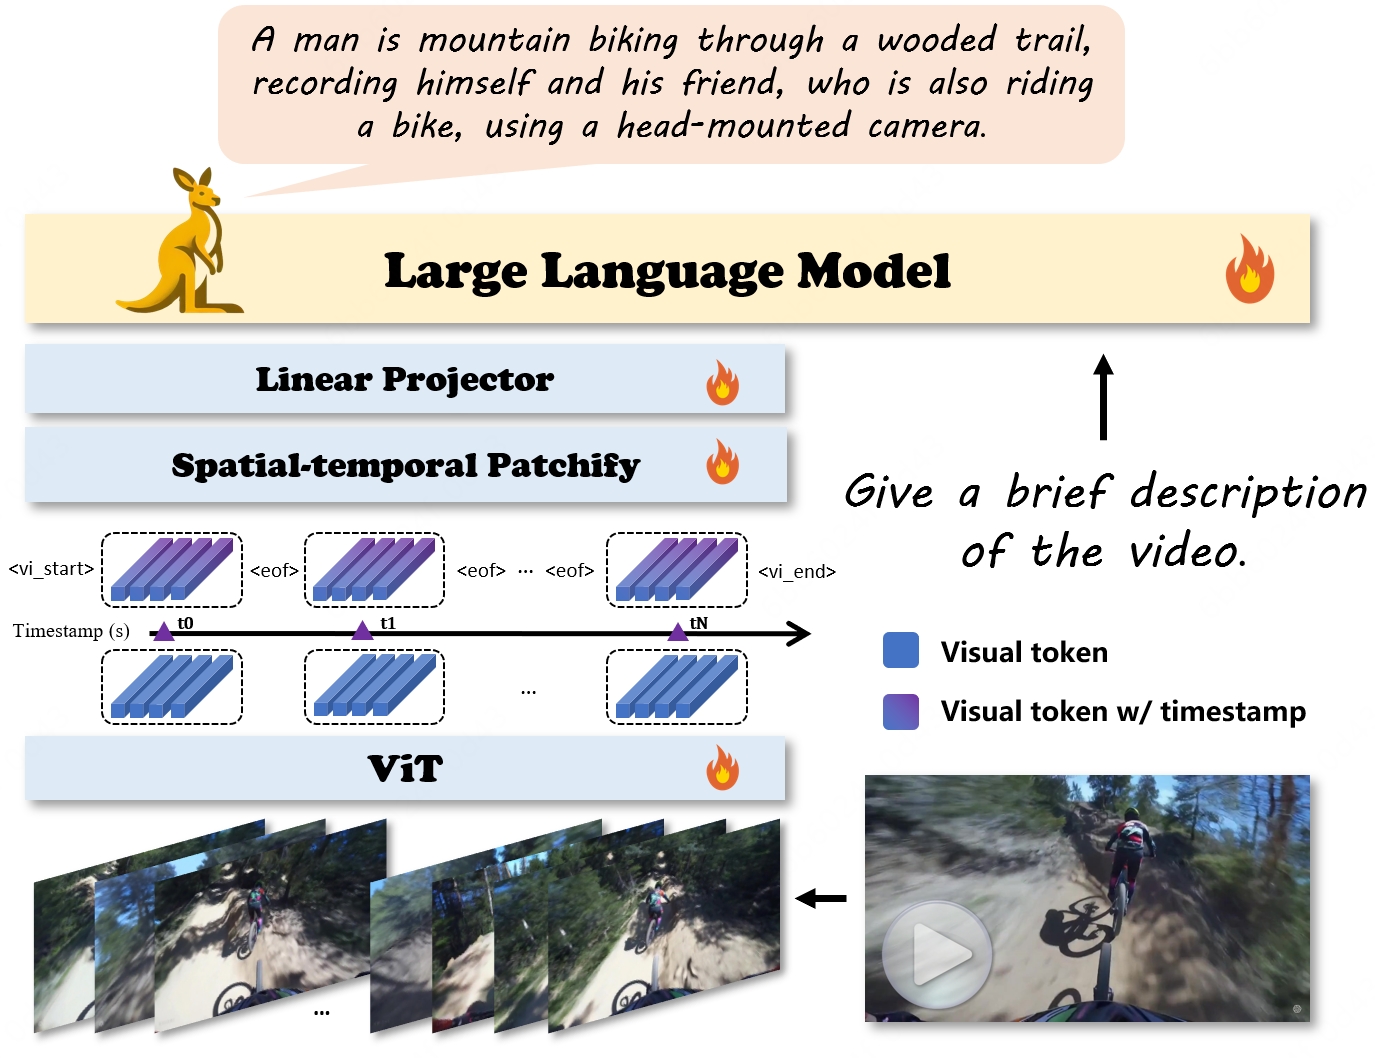 A man is mountain biking through a wooded trail,
recording himself and his friend, who is also riding
a bike, using a head-mounted camera.
Large Language Model
Linear Projector
Spatial-temporal Patchify
<vi_start> <eof> <eof> ... <eof> <vi_end>
Timestamp (s) t0 t1 tN
...
ViT
...
Give a brief description
of the video.
Visual token
Visual token w/ timestamp